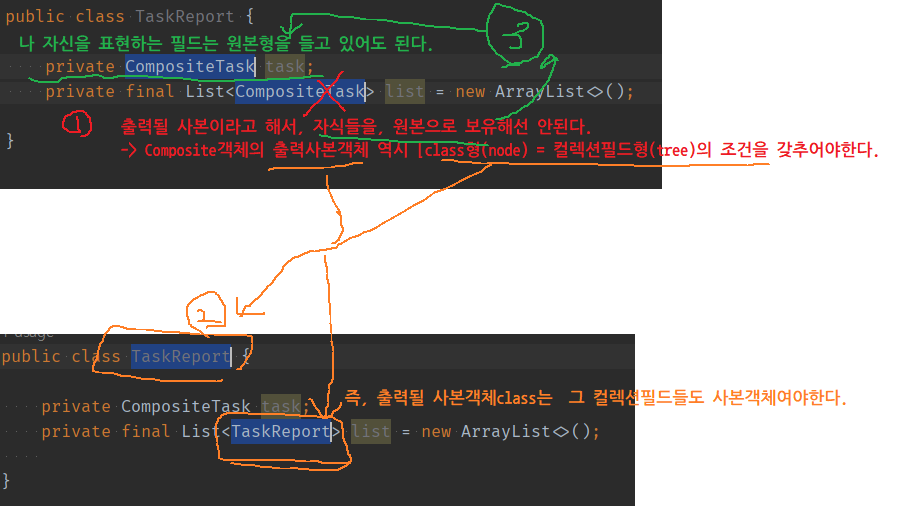 public class TaskReport {
나 자신을 표현하는 필드는 원본형을 들고 있어도 된다.
3
private CompositeTask task;
private final List<CompositeTask> list = new ArrayList<>();
1
출력될 사본이라고 해서, 자식들을, 원본으로 보유해선 안된다.
}
-> Composite객체의 출력사본객체 역시 [class형(node) = 컬렉션필드형(tree)의 조건을 갖추어야한다.
2
public class TaskReport {
즉, 출력될 사본객체class는 그 컬렉션필드들도 사본객체여야한다.
private CompositeTask task;
private final List<TaskReport> list = new ArrayList<>();
}